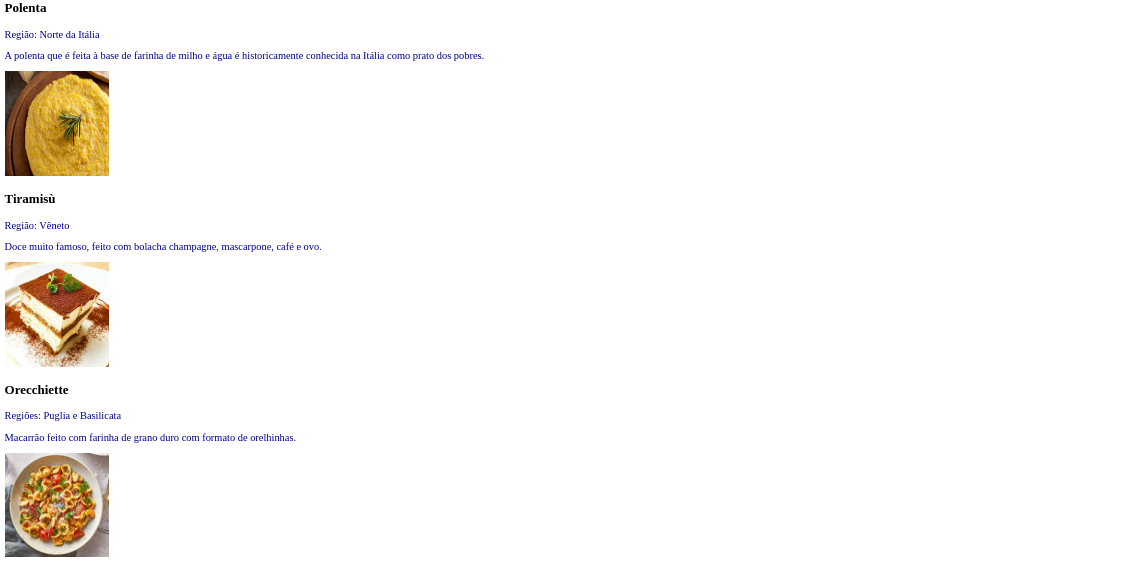 Polenta
Região: Norte da Itália
A polenta que é feita à base de farinha de milho e água é historicamente conhecida na Itália como prato dos pobres.
Tiramisù
Região: Vêneto
Doce muito famoso, feito com bolacha champagne, mascarpone, café e ovo.
Orecchiette
Regiões: Puglia e Basilicata
Macarrão feito com farinha de grano duro com formato de orelhinhas.